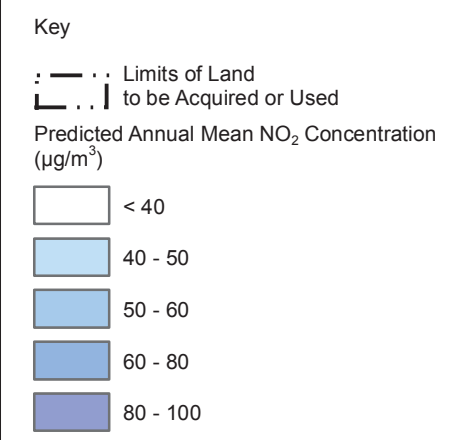 Key
Limits of Land
to be Acquired or Used
Predicted Annual Mean NO₂ Concentration
(µg/m³)
< 40
40 - 50
50 - 60
60 - 80
80 - 100